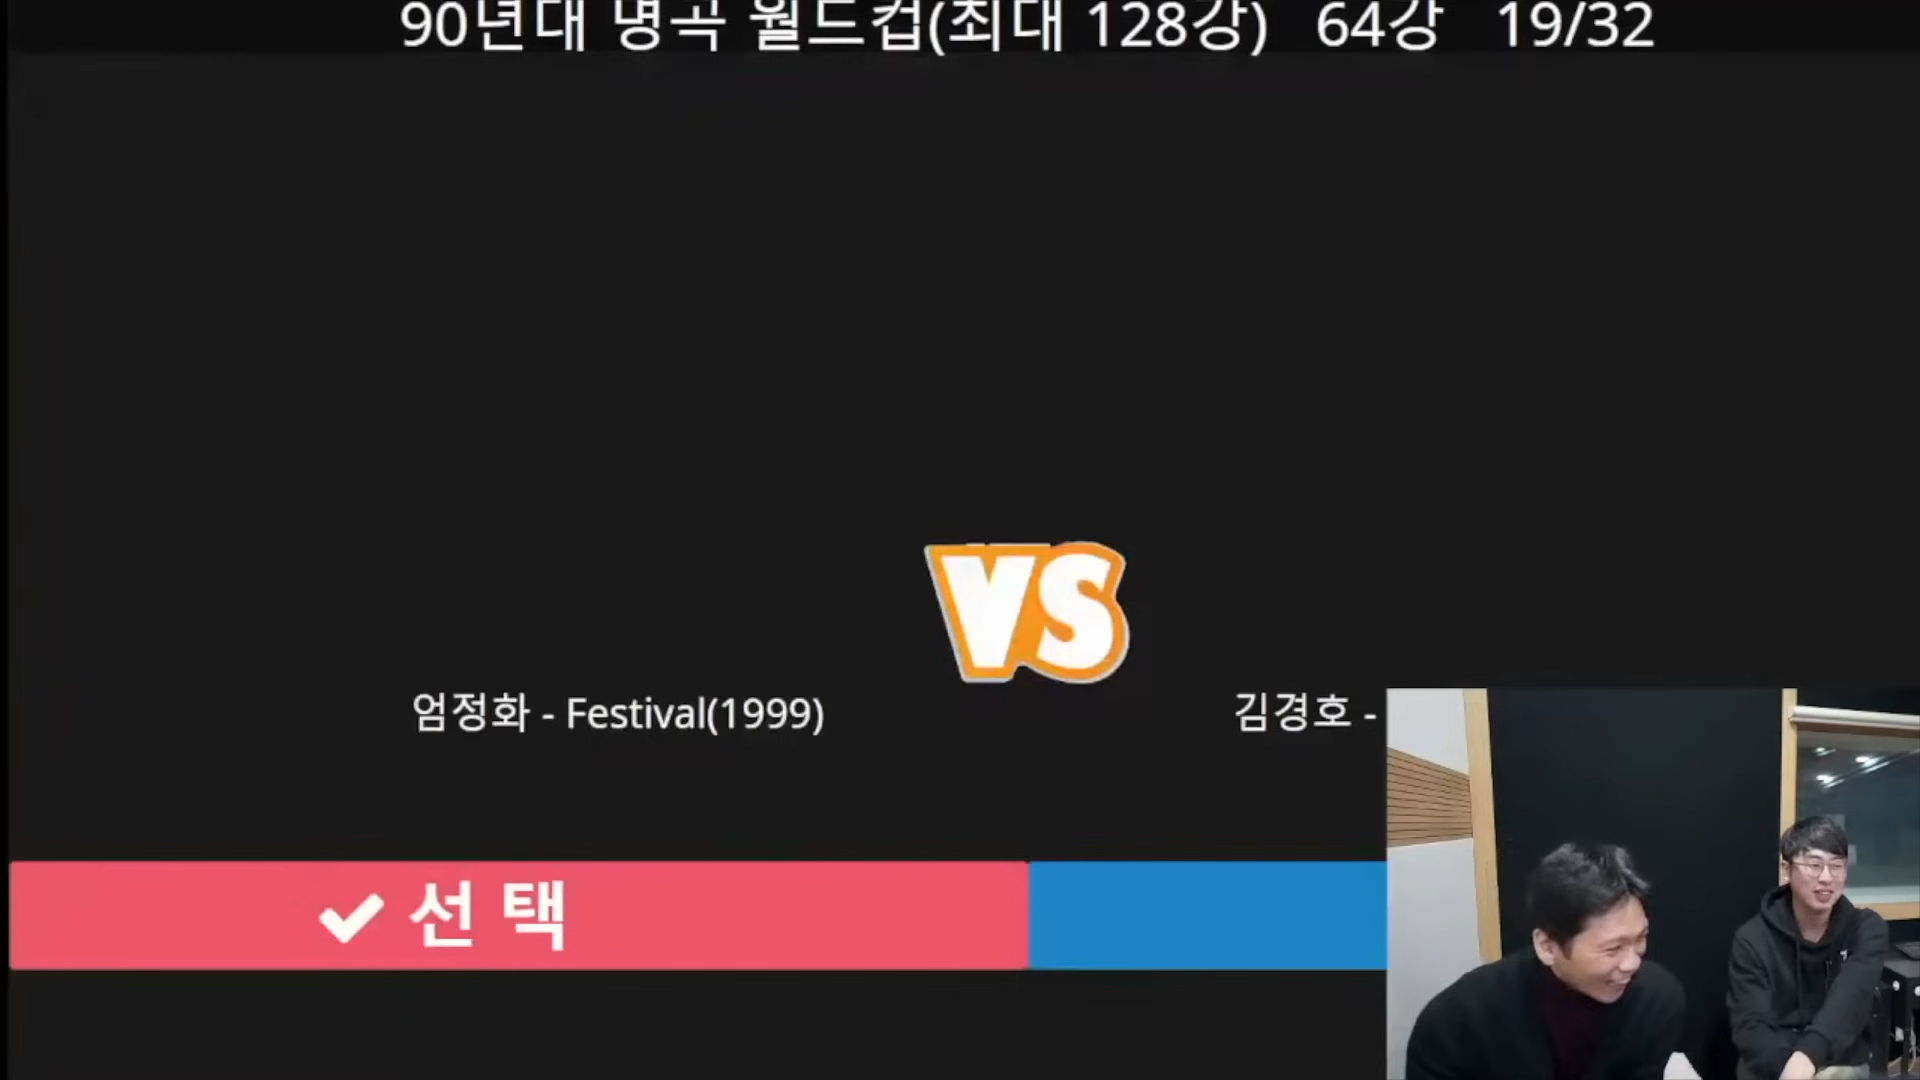 90년대 명곡 월드컵(최대 128강) 64강 19/32
VS
엄정화 - Festival(1999)
김경호 -
✔ 선택